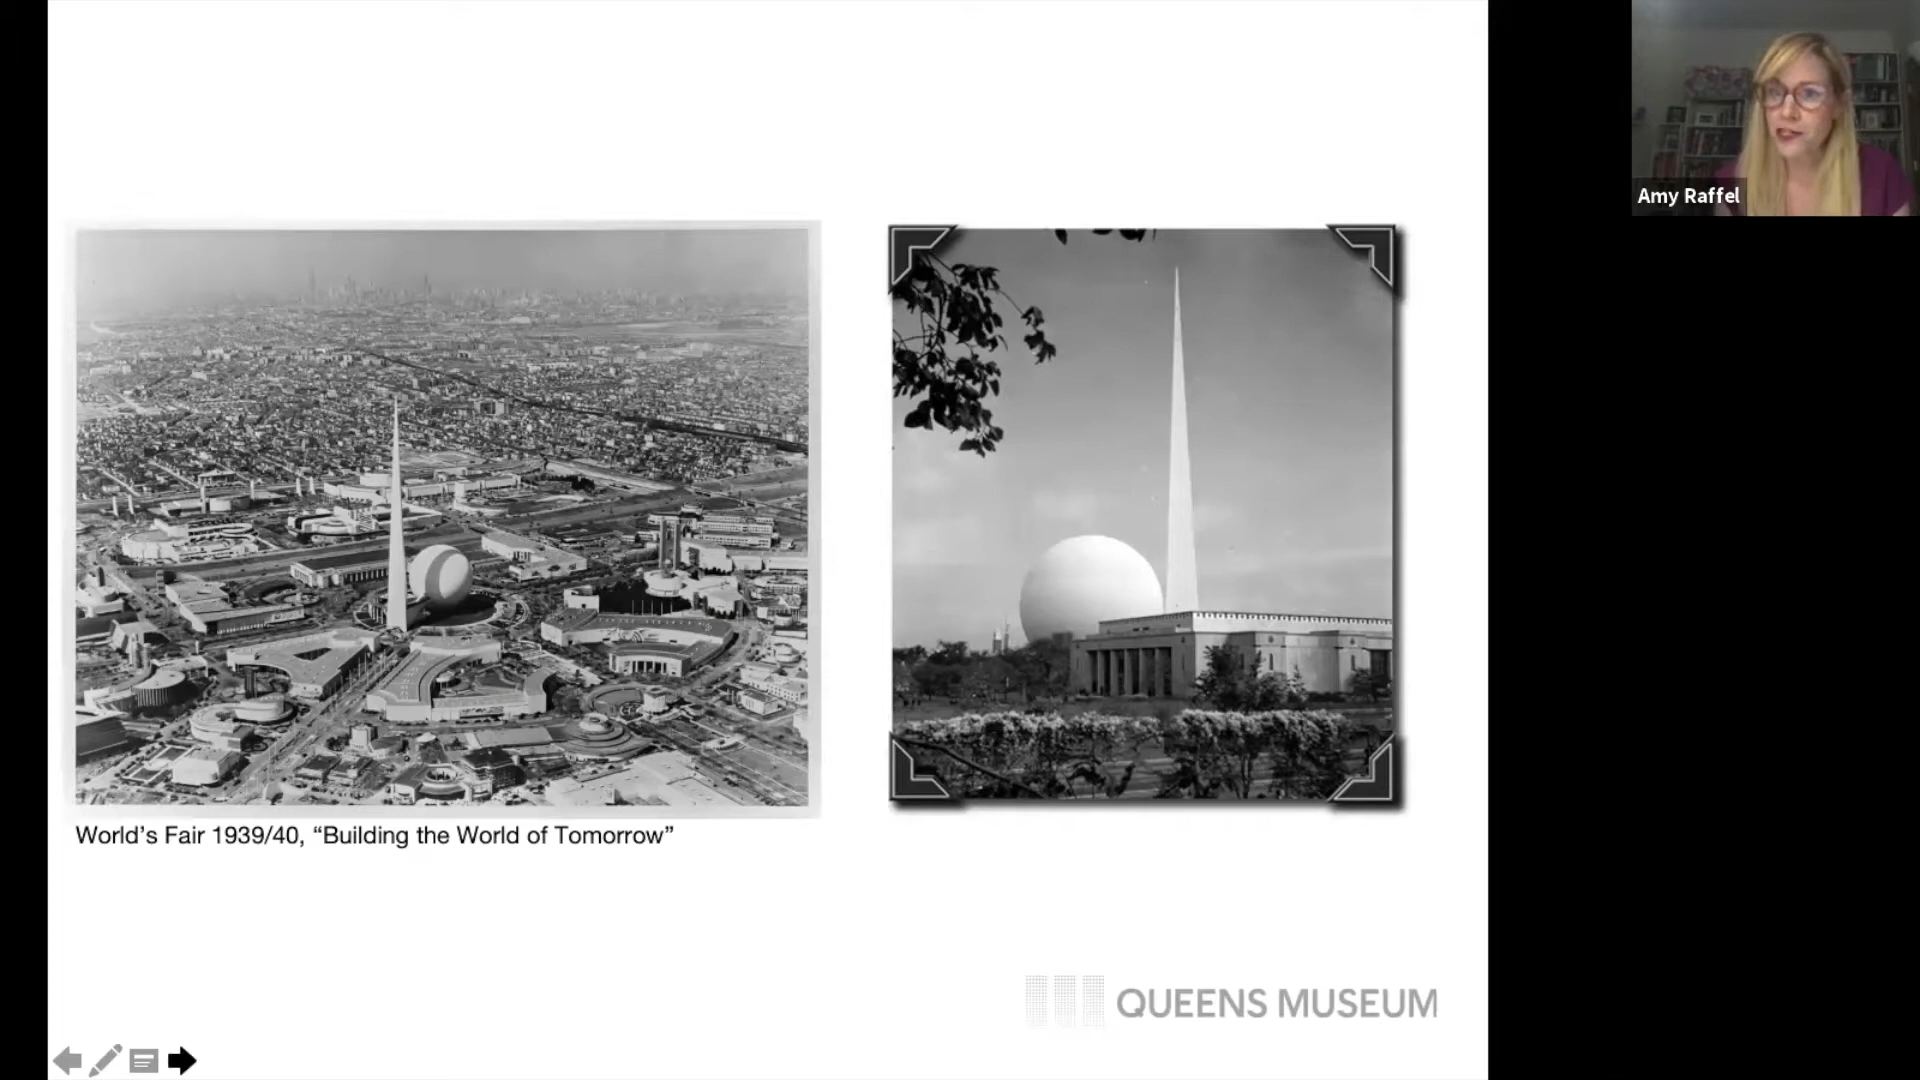 Amy Raffel
World’s Fair 1939/40, “Building the World of Tomorrow”
QUEENS MUSEUM